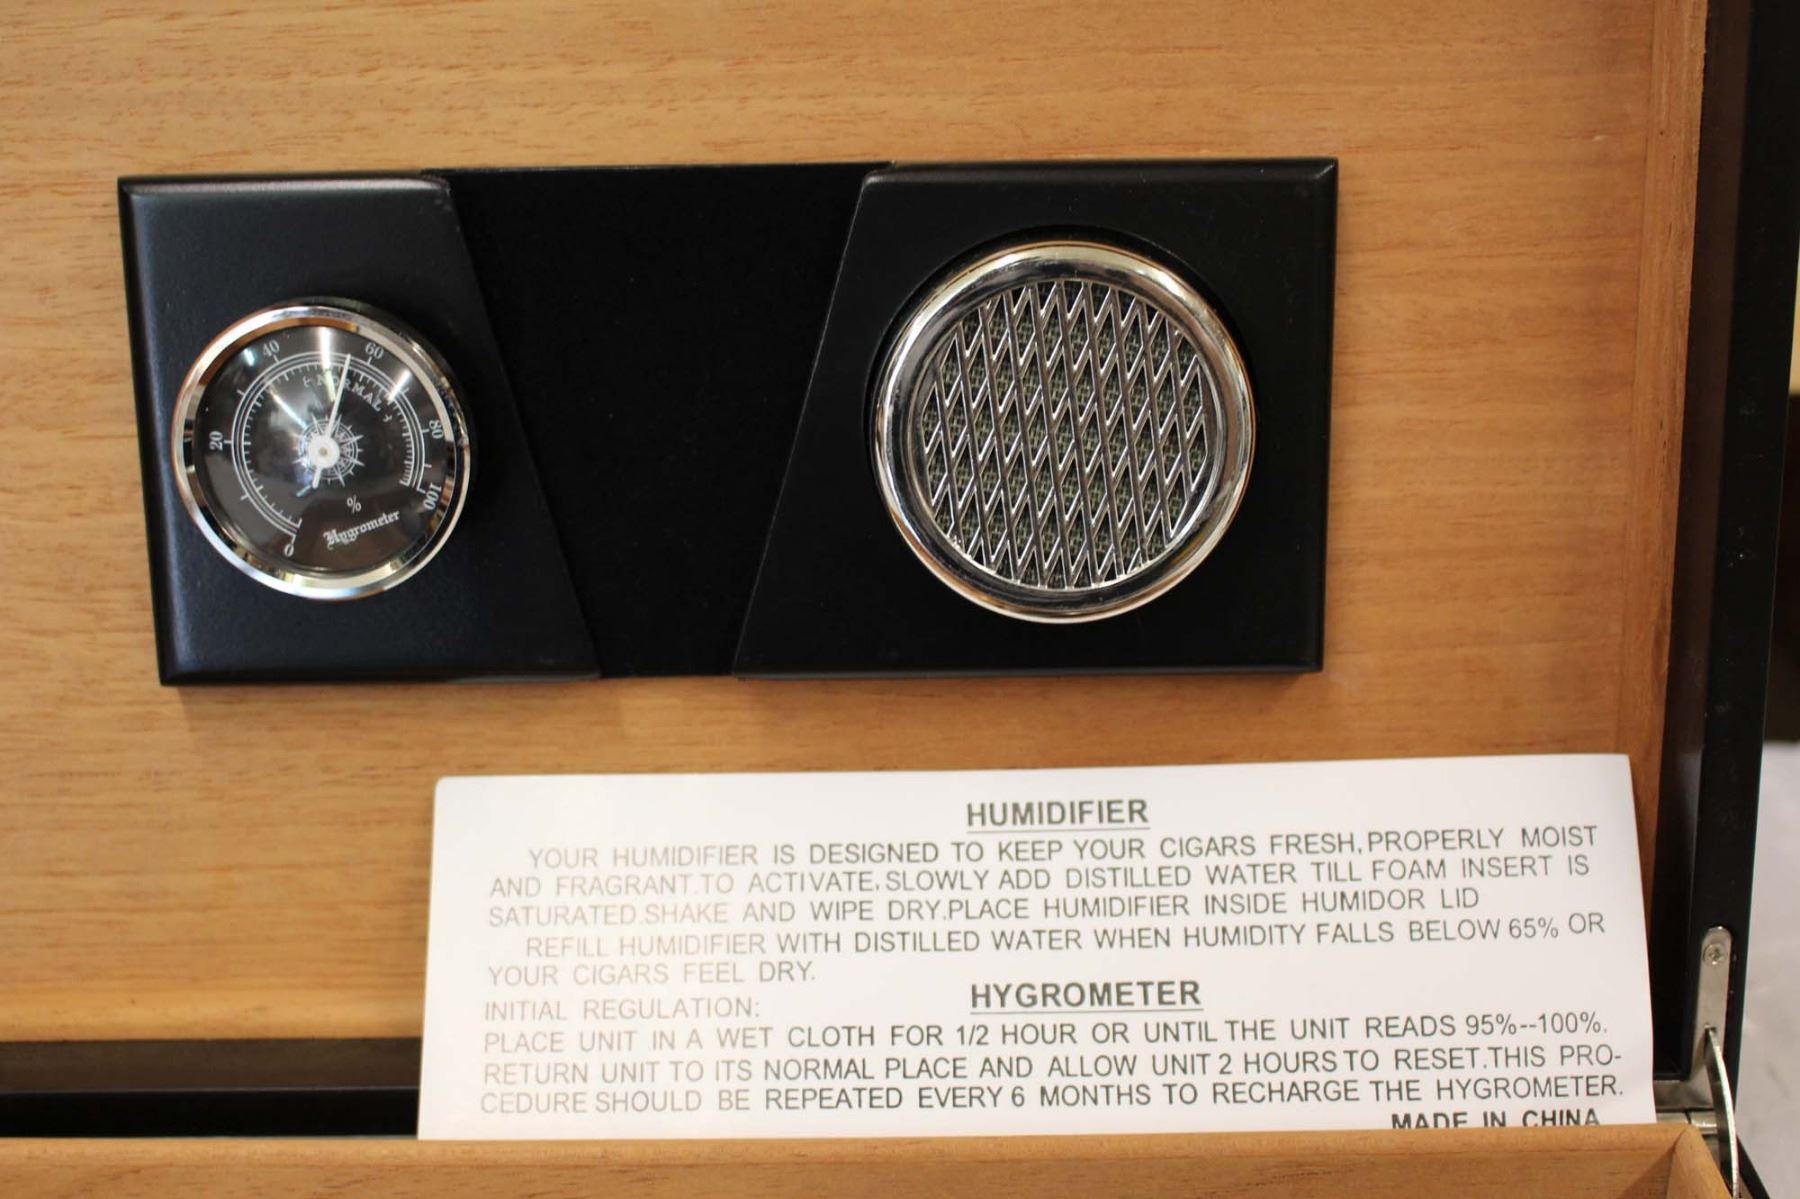 40
60
20
80
0
100
- NORMAL +
%
Hygrometer
HUMIDIFIER
YOUR HUMIDIFIER IS DESIGNED TO KEEP YOUR CIGARS FRESH, PROPERLY MOIST
AND FRAGRANT.TO ACTIVATE, SLOWLY ADD DISTILLED WATER TILL FOAM INSERT IS
SATURATED.SHAKE AND WIPE DRY.PLACE HUMIDIFIER INSIDE HUMIDOR LID
REFILL HUMIDIFIER WITH DISTILLED WATER WHEN HUMIDITY FALLS BELOW 65% OR
YOUR CIGARS FEEL DRY.
HYGROMETER
INITIAL REGULATION:
PLACE UNIT IN A WET CLOTH FOR 1/2 HOUR OR UNTIL THE UNIT READS 95%--100%.
RETURN UNIT TO ITS NORMAL PLACE AND ALLOW UNIT 2 HOURS TO RESET.THIS PRO-
CEDURE SHOULD BE REPEATED EVERY 6 MONTHS TO RECHARGE THE HYGROMETER.
MADE IN CHINA